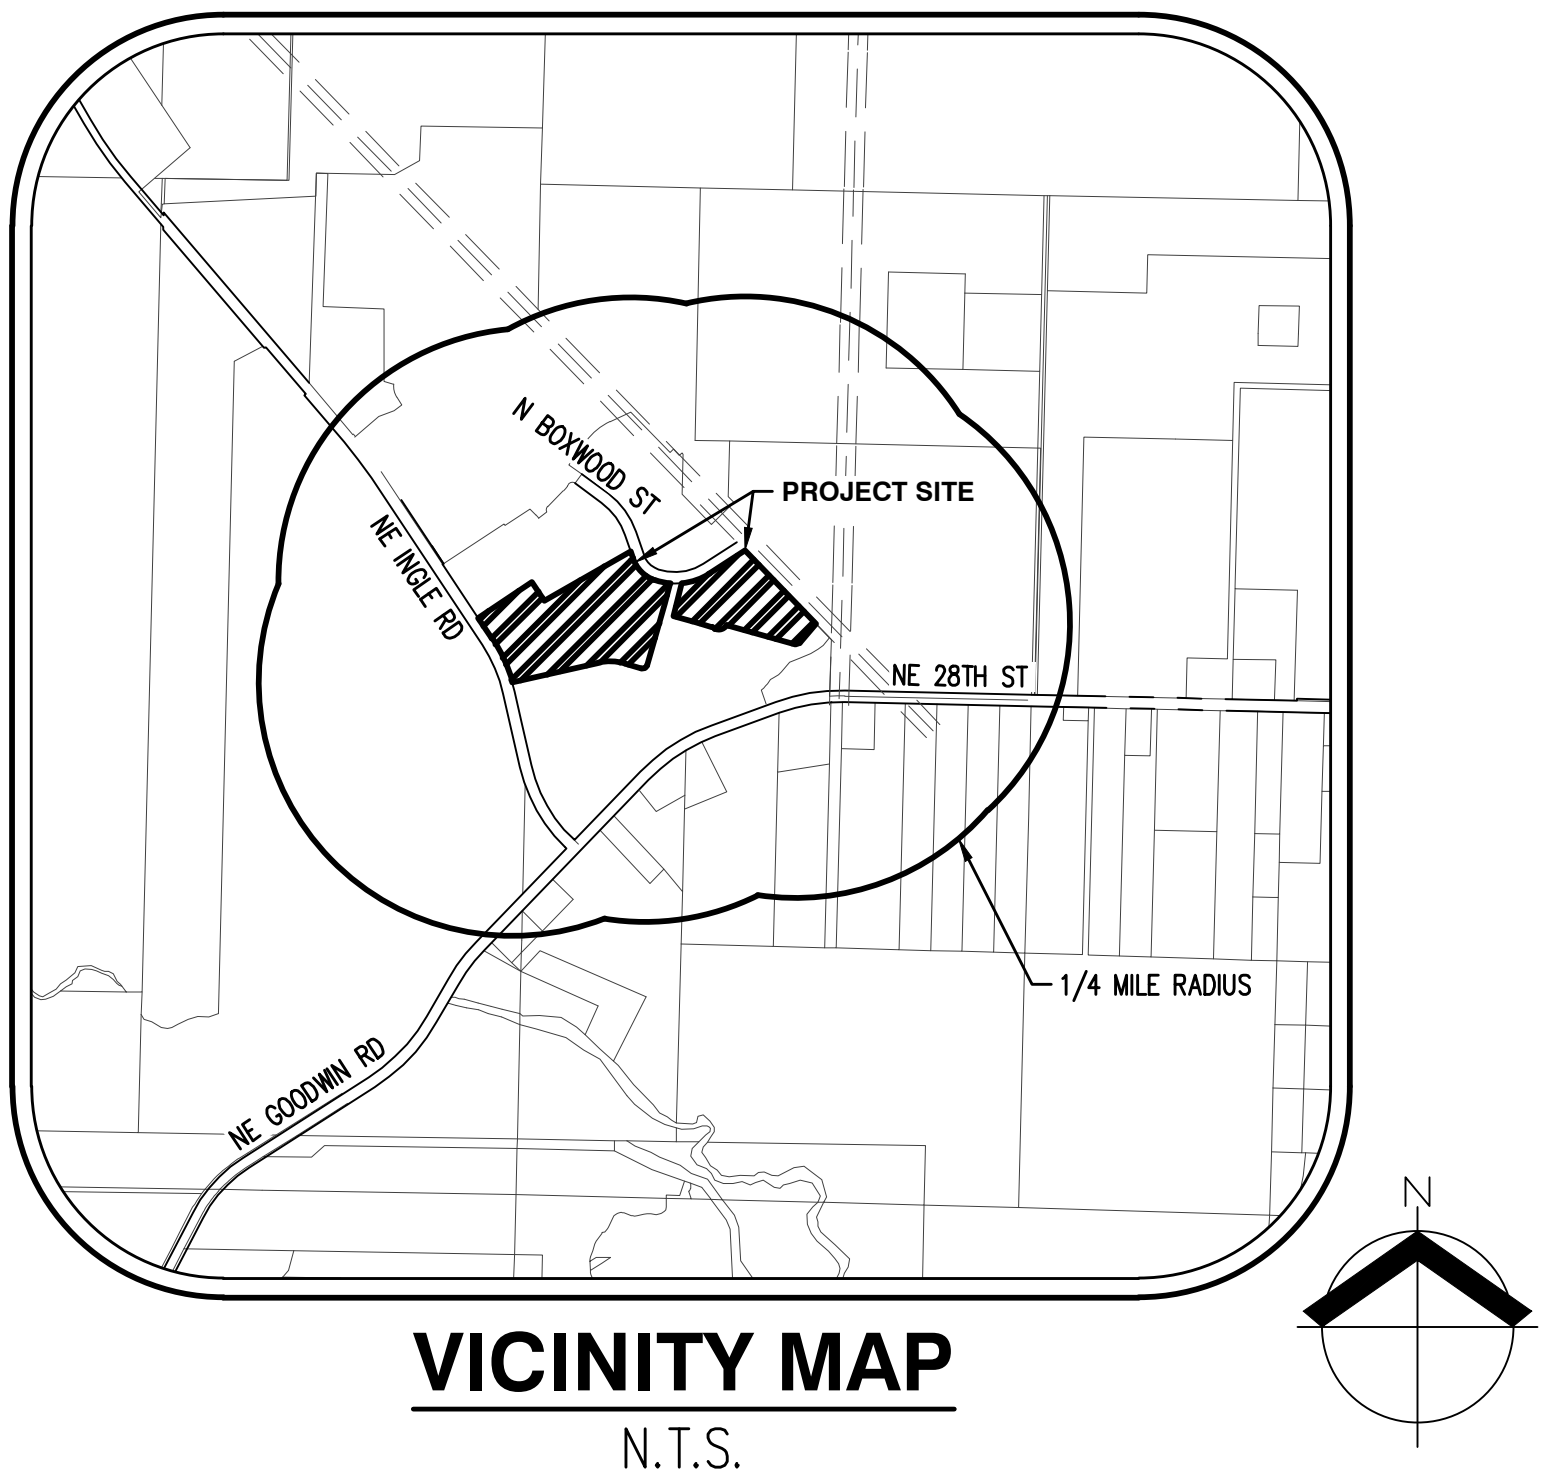 N BOXWOOD ST
PROJECT SITE
NE INGLE RD
NE 28TH ST
1/4 MILE RADIUS
NE GOODWIN RD
N
VICINITY MAP
N.T.S.